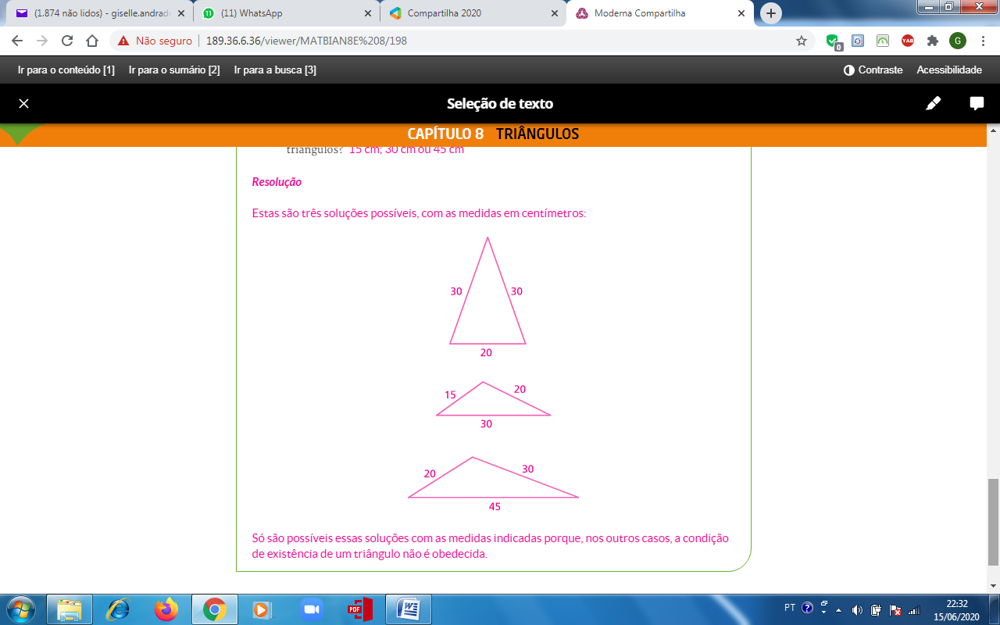 (1.874 não lidos) - giselle.andrad
11
(11) WhatsApp
Compartilha 2020
Moderna Compartilha
Não seguro
189.36.6.36/viewer/MATBIAN8E%208/198
0
YAB
G
Ir para o conteúdo [1]
Ir para o sumário [2]
Ir para a busca [3]
Contraste
Acessibilidade
Seleção de texto
CAPÍTULO 8 TRIÂNGULOS
triângulos? 15 cm; 30 cm ou 45 cm
Resolução
Estas são três soluções possíveis, com as medidas em centímetros:
30
30
20
15
20
30
20
30
45
Só são possíveis essas soluções com as medidas indicadas porque, nos outros casos, a condição
de existência de um triângulo não é obedecida.
PDF
PT
22:32
15/06/2020